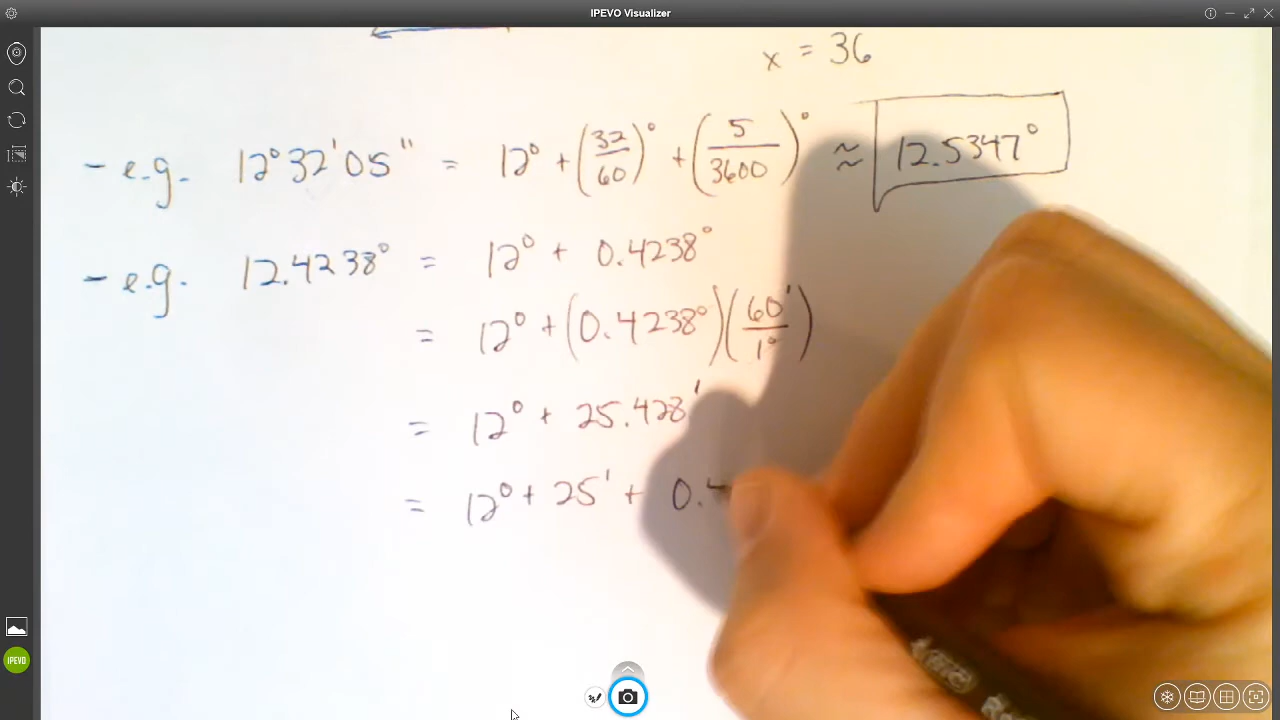 IPEVO Visualizer
x = 36
- e.g. 12°32'05" = 12° + (32/60)° + (5/3600)° ≈ 12.5347°
- e.g. 12.4238° = 12° + 0.4238°
= 12° + (0.4238°)(60'/1°)
= 12° + 25.428'
= 12° + 25' + 0.4
IPEVO